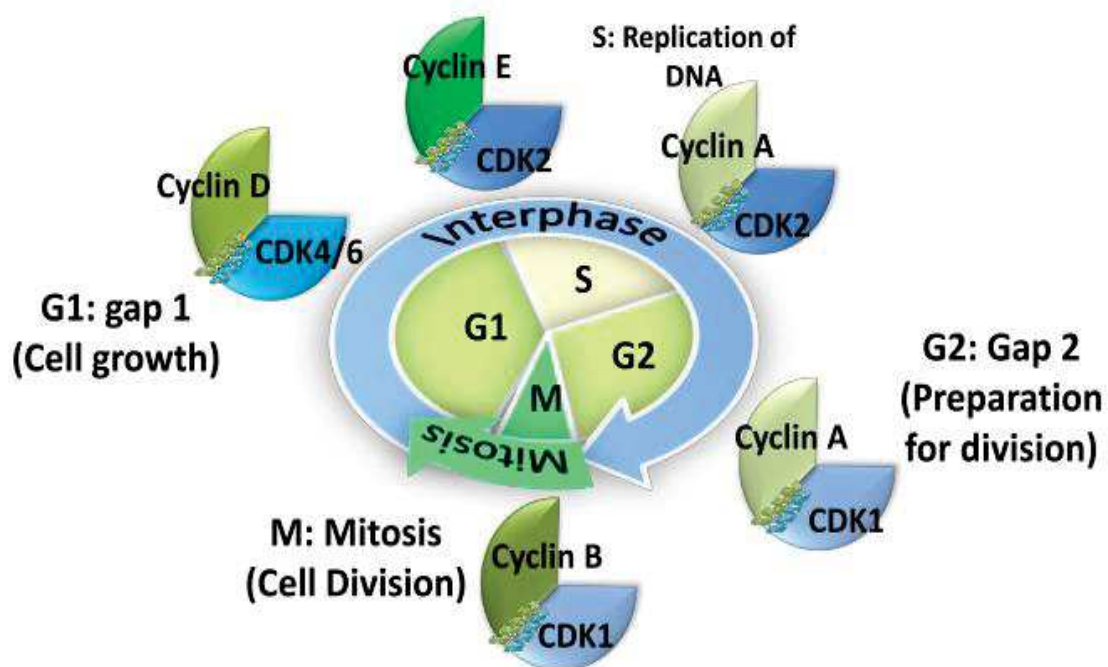 S: Replication of
DNA
Cyclin E
CDK2
Cyclin A
CDK2
Cyclin D
CDK4/6
Interphase
G1: gap 1
(Cell growth)
G1
S
G2
M
Mitosis
G2: Gap 2
(Preparation
for division)
Cyclin A
CDK1
M: Mitosis
(Cell Division)
Cyclin B
CDK1